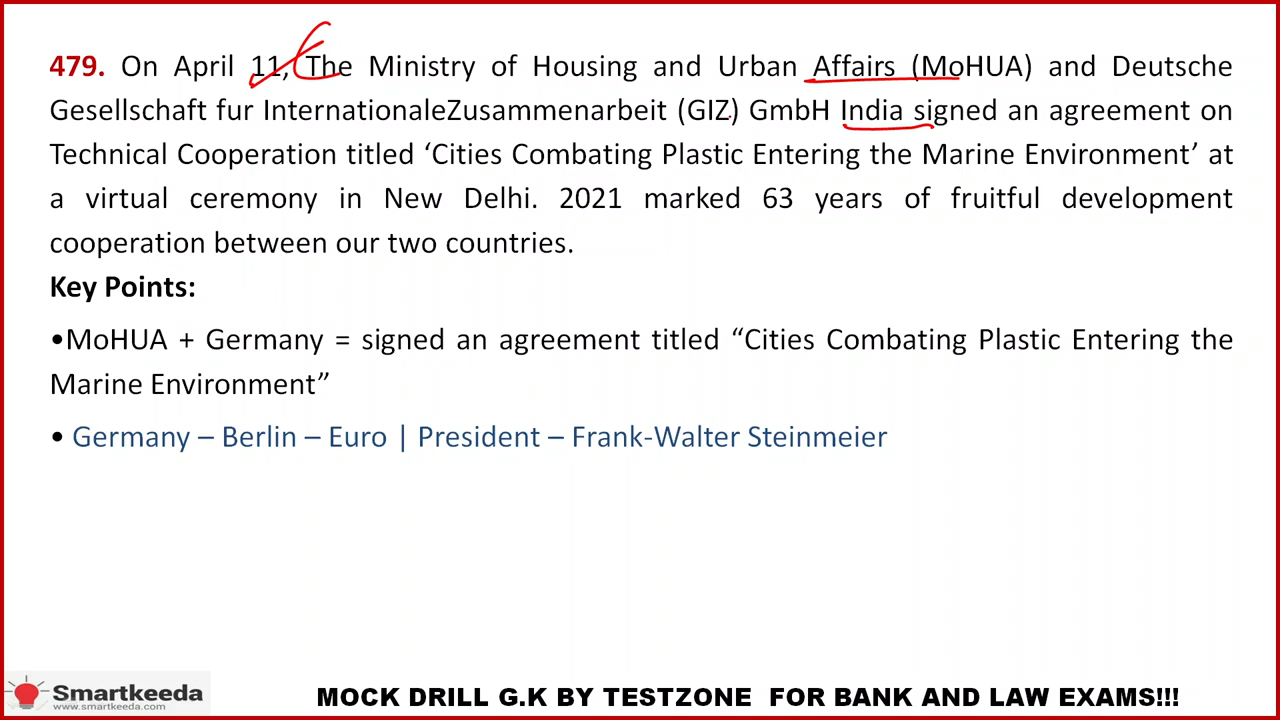 479. On April 11, The Ministry of Housing and Urban Affairs (MoHUA) and Deutsche
Gesellschaft fur InternationaleZusammenarbeit (GIZ) GmbH India signed an agreement on
Technical Cooperation titled ‘Cities Combating Plastic Entering the Marine Environment’ at
a virtual ceremony in New Delhi. 2021 marked 63 years of fruitful development
cooperation between our two countries.
Key Points:
•MoHUA + Germany = signed an agreement titled “Cities Combating Plastic Entering the
Marine Environment”
• Germany – Berlin – Euro | President – Frank-Walter Steinmeier
Smartkeeda
www.smartkeeda.com
MOCK DRILL G.K BY TESTZONE FOR BANK AND LAW EXAMS!!!